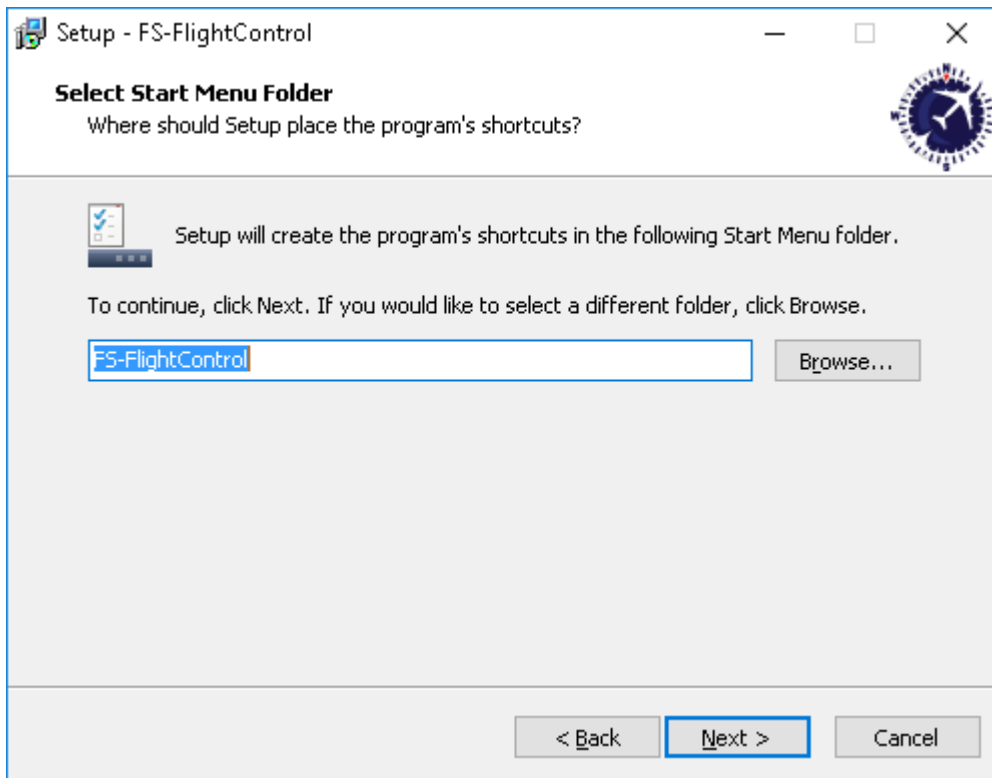 Setup - FS-FlightControl
Select Start Menu Folder
Where should Setup place the program's shortcuts?
Setup will create the program's shortcuts in the following Start Menu folder.
To continue, click Next. If you would like to select a different folder, click Browse.
FS-FlightControl
Browse...
< Back
Next >
Cancel